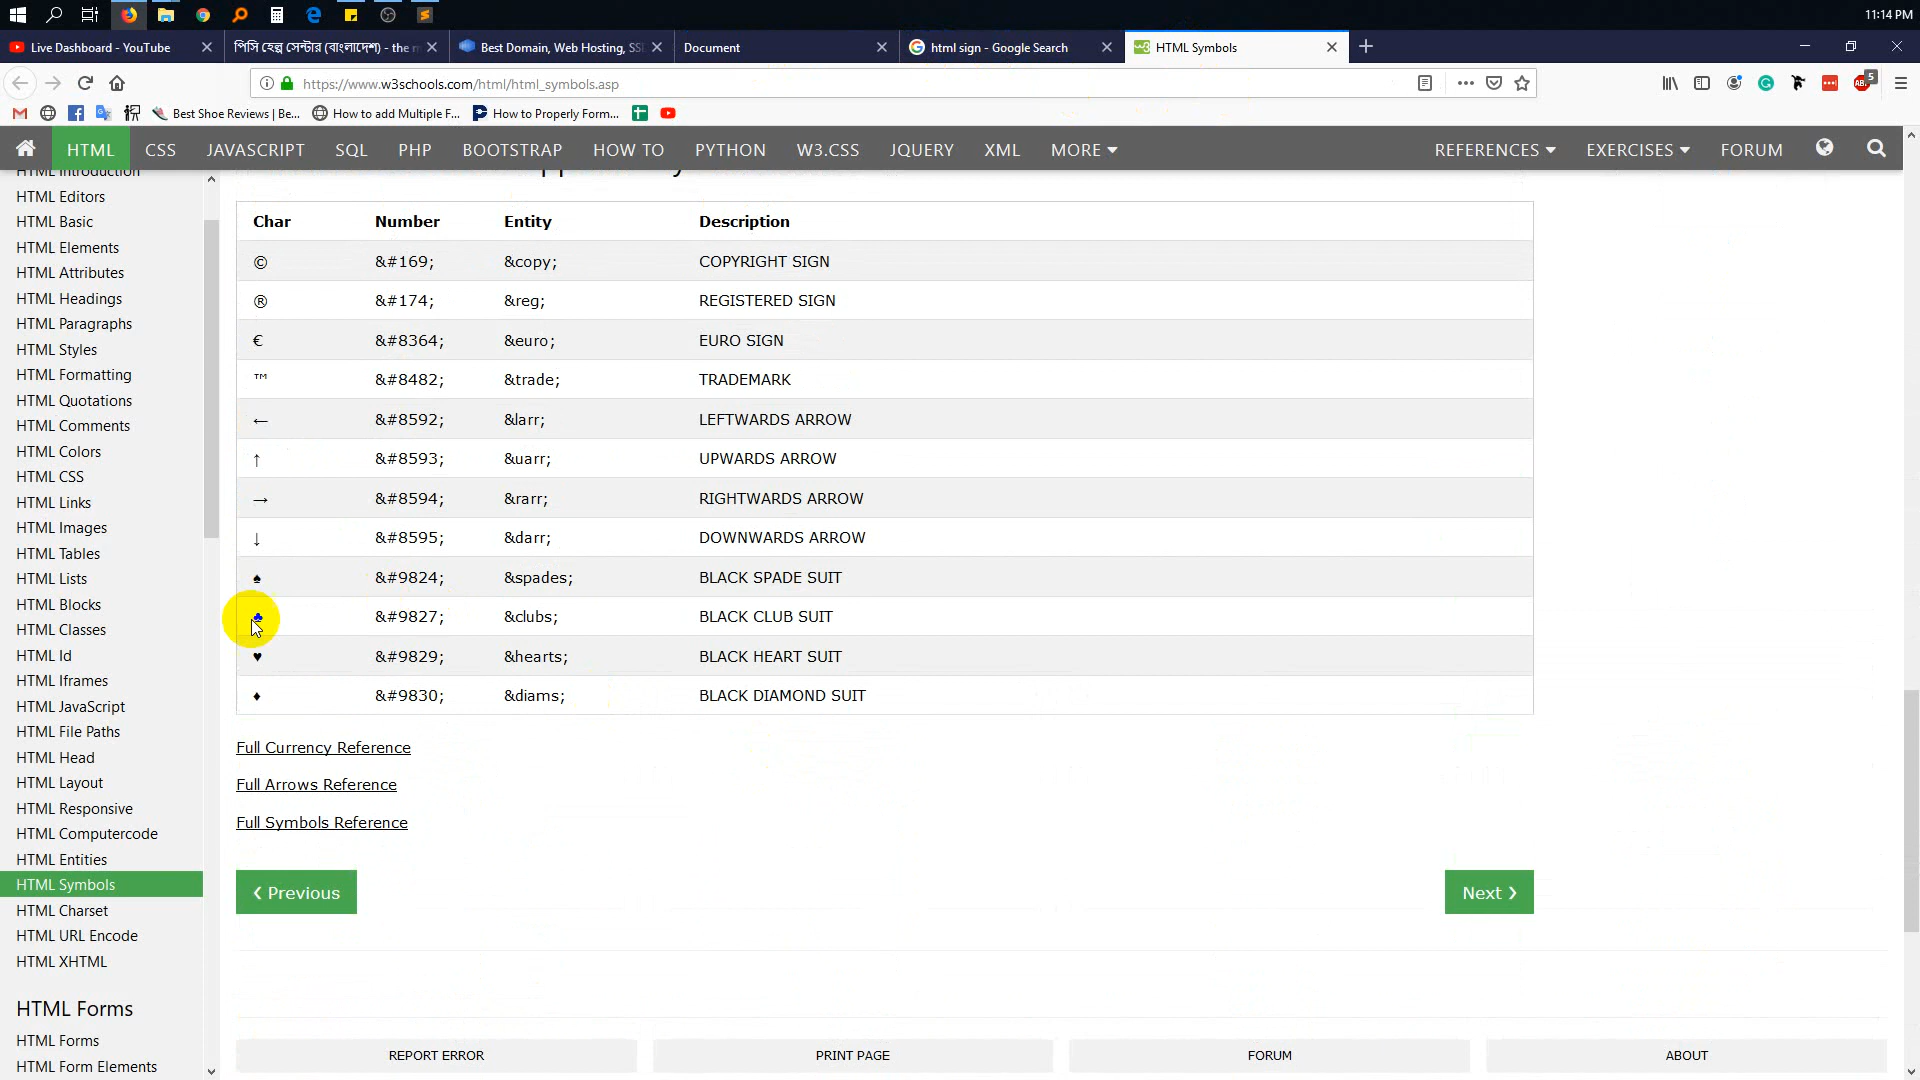 11:14 PM
Live Dashboard - YouTube
পিসি হেল্প সেন্টার (বাংলাদেশ) - the m
Best Domain, Web Hosting, SSL
Document
html sign - Google Search
HTML Symbols
https://www.w3schools.com/html/html_symbols.asp
5
Best Shoe Reviews | Be...
How to add Multiple F...
How to Properly Form...
HTML
CSS
JAVASCRIPT
SQL
PHP
BOOTSTRAP
HOW TO
PYTHON
W3.CSS
JQUERY
XML
MORE
REFERENCES
EXERCISES
FORUM
HTML Introduction
HTML Editors
HTML Basic
HTML Elements
HTML Attributes
HTML Headings
HTML Paragraphs
HTML Styles
HTML Formatting
HTML Quotations
HTML Comments
HTML Colors
HTML CSS
HTML Links
HTML Images
HTML Tables
HTML Lists
HTML Blocks
HTML Classes
HTML Id
HTML Iframes
HTML JavaScript
HTML File Paths
HTML Head
HTML Layout
HTML Responsive
HTML Computercode
HTML Entities
HTML Symbols
HTML Charset
HTML URL Encode
HTML XHTML
HTML Forms
HTML Forms
HTML Form Elements
Char Number Entity Description
© &#169; &copy; COPYRIGHT SIGN
® &#174; &reg; REGISTERED SIGN
€ &#8364; &euro; EURO SIGN
™ &#8482; &trade; TRADEMARK
← &#8592; &larr; LEFTWARDS ARROW
↑ &#8593; &uarr; UPWARDS ARROW
→ &#8594; &rarr; RIGHTWARDS ARROW
↓ &#8595; &darr; DOWNWARDS ARROW
♠ &#9824; &spades; BLACK SPADE SUIT
♣ &#9827; &clubs; BLACK CLUB SUIT
♥ &#9829; &hearts; BLACK HEART SUIT
♦ &#9830; &diams; BLACK DIAMOND SUIT
Full Currency Reference
Full Arrows Reference
Full Symbols Reference
❮ Previous
Next ❯
REPORT ERROR
PRINT PAGE
FORUM
ABOUT